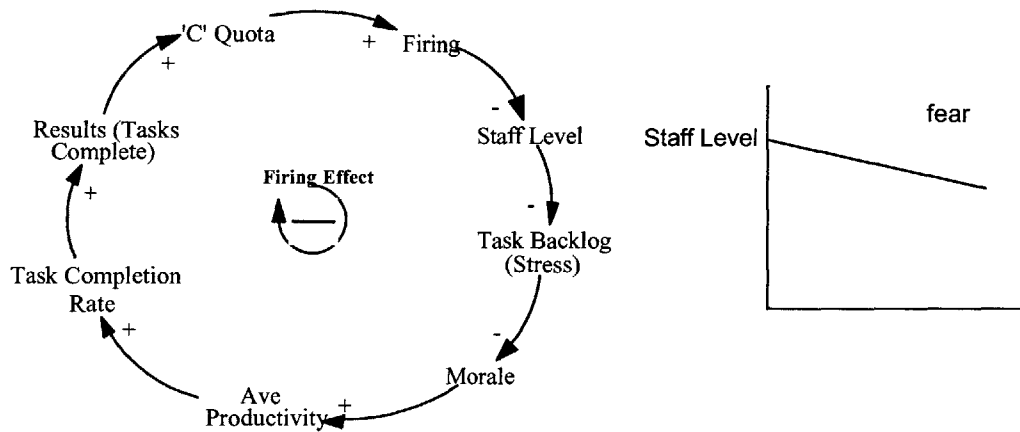 'C' Quota
+
Firing
-
Staff Level
-
Task Backlog
(Stress)
-
Morale
+
Ave
Productivity
+
Task Completion
Rate
+
Results (Tasks
Complete)
+
Firing Effect
fear
Staff Level